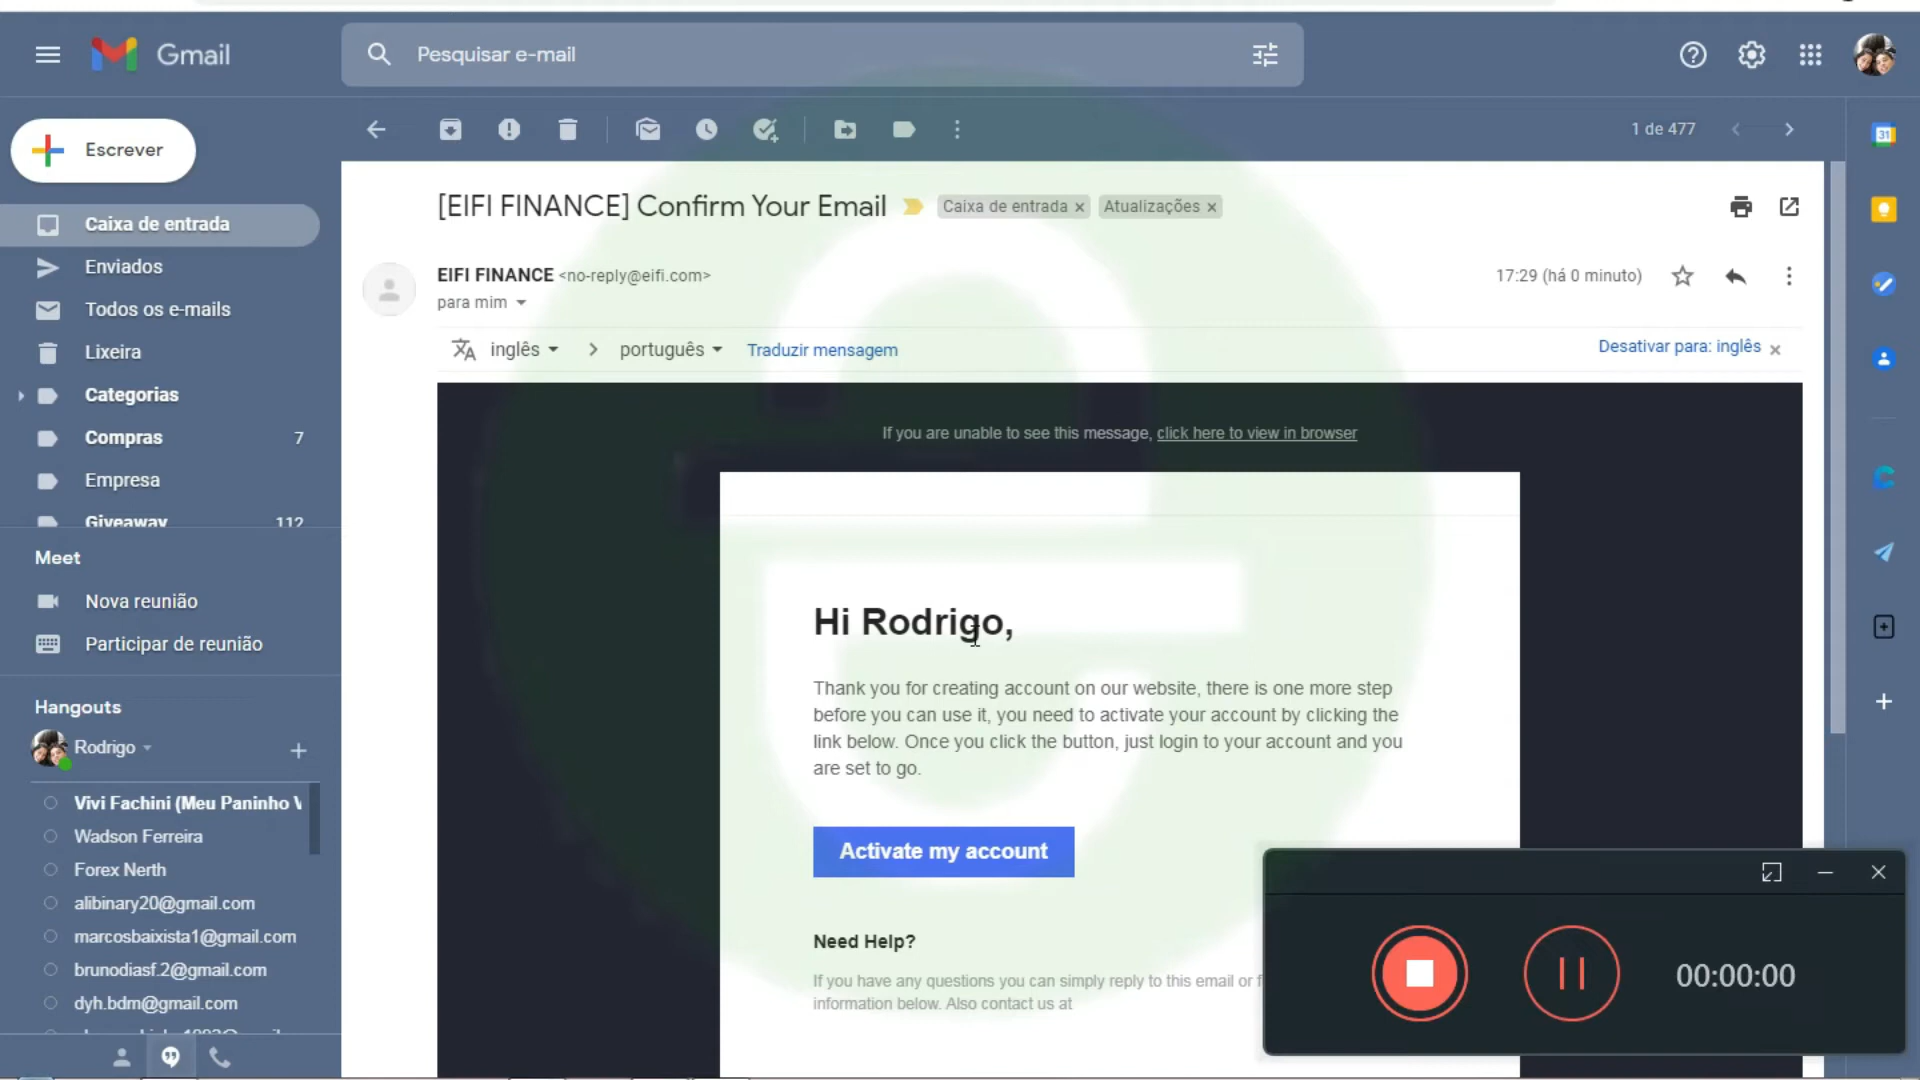 Gmail
Pesquisar e-mail
Escrever
1 de 477
31
Caixa de entrada
Enviados
Todos os e-mails
Lixeira
Categorias
Compras 7
Empresa
Giveaway 112
Meet
Nova reunião
Participar de reunião
Hangouts
Rodrigo
Vivi Fachini (Meu Paninho V
Wadson Ferreira
Forex Nerth
alibinary20@gmail.com
marcosbaixista1@gmail.com
brunodiasf.2@gmail.com
dyh.bdm@gmail.com
[EIFI FINANCE] Confirm Your Email
Caixa de entrada x
Atualizações x
EIFI FINANCE <no-reply@eifi.com>
17:29 (há 0 minuto)
para mim
inglês > português Traduzir mensagem
Desativar para: inglês x
If you are unable to see this message, click here to view in browser
Hi Rodrigo,
Thank you for creating account on our website, there is one more step
before you can use it, you need to activate your account by clicking the
link below. Once you click the button, just login to your account and you
are set to go.
Activate my account
Need Help?
If you have any questions you can simply reply to this email or
information below. Also contact us at
00:00:00